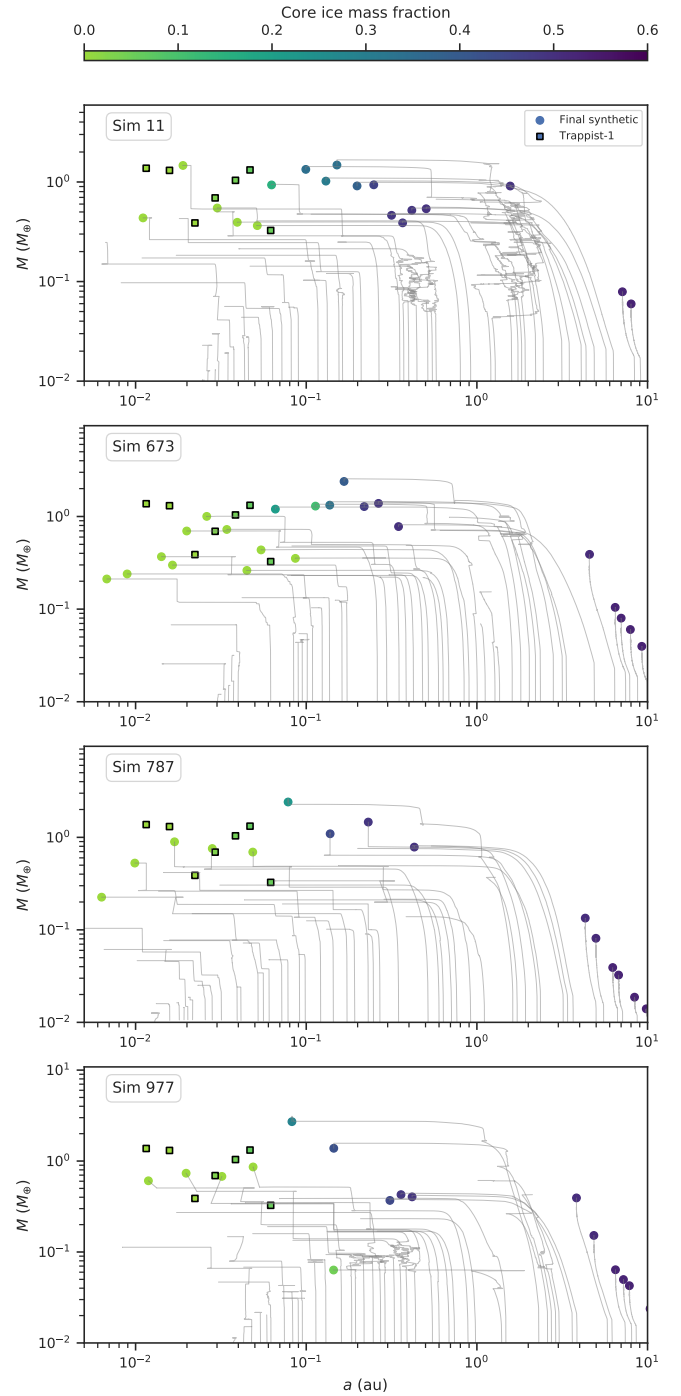 Core ice mass fraction
0.0 0.1 0.2 0.3 0.4 0.5 0.6
Sim 11
Final synthetic
Trappist-1
10⁰
10⁻¹
10⁻²
M (M⊕)
10⁻² 10⁻¹ 10⁰ 10¹
Sim 673
10⁰
10⁻¹
10⁻²
M (M⊕)
10⁻² 10⁻¹ 10⁰ 10¹
Sim 787
10⁰
10⁻¹
10⁻²
M (M⊕)
10⁻² 10⁻¹ 10⁰ 10¹
Sim 977
10¹
10⁰
10⁻¹
10⁻²
M (M⊕)
10⁻² 10⁻¹ 10⁰ 10¹
a (au)